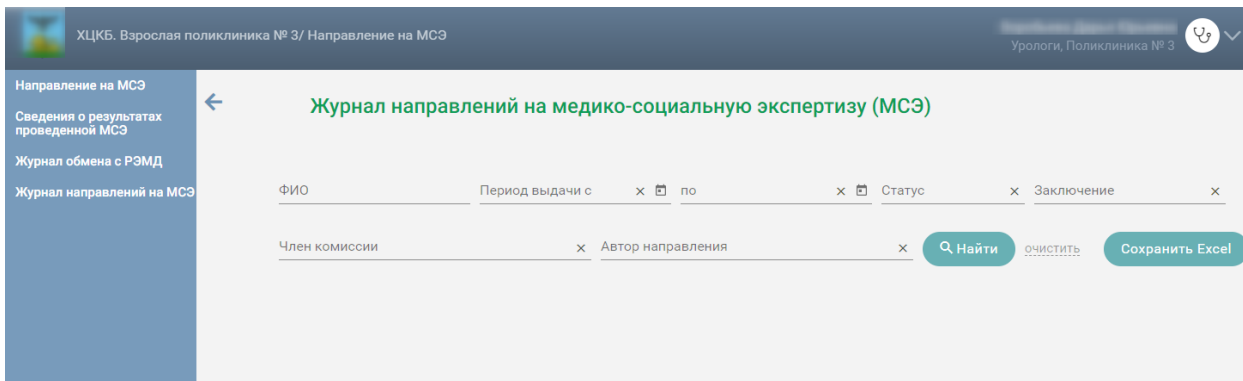 ХЦКБ. Взрослая поликлиника № 3/ Направление на МСЭ
Урологи, Поликлиника № 3
Направление на МСЭ
Сведения о результатах
проведенной МСЭ
Журнал обмена с РЭМД
Журнал направлений на МСЭ
Журнал направлений на медико-социальную экспертизу (МСЭ)
ФИО Период выдачи с по Статус Заключение
Член комиссии Автор направления Найти очистить Сохранить Excel